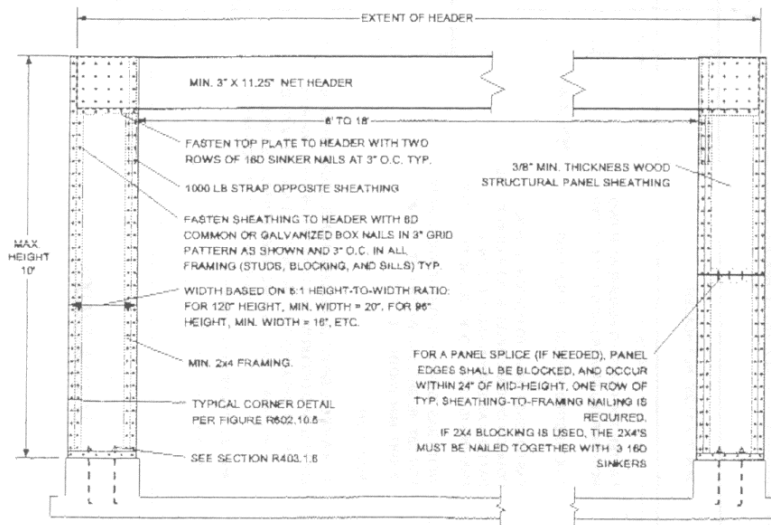 EXTENT OF HEADER
MIN. 3" X 11.25" NET HEADER
6' TO 18'
FASTEN TOP PLATE TO HEADER WITH TWO
ROWS OF 16D SINKER NAILS AT 3" O.C. TYP.
1000 LB STRAP OPPOSITE SHEATHING
FASTEN SHEATHING TO HEADER WITH 8D
COMMON OR GALVANIZED BOX NAILS IN 3" GRID
PATTERN AS SHOWN AND 3" O.C. IN ALL
FRAMING (STUDS, BLOCKING, AND SILLS) TYP.
WIDTH BASED ON 6:1 HEIGHT-TO-WIDTH RATIO:
FOR 120" HEIGHT, MIN. WIDTH = 20". FOR 96"
HEIGHT, MIN. WIDTH = 16", ETC.
MIN. 2x4 FRAMING.
TYPICAL CORNER DETAIL
PER FIGURE R602.10.5
SEE SECTION R403.1.6
MAX.
HEIGHT
10'
3/8" MIN. THICKNESS WOOD
STRUCTURAL PANEL SHEATHING
FOR A PANEL SPLICE (IF NEEDED), PANEL
EDGES SHALL BE BLOCKED, AND OCCUR
WITHIN 24" OF MID-HEIGHT. ONE ROW OF
TYP. SHEATHING-TO-FRAMING NAILING IS
REQUIRED.
IF 2X4 BLOCKING IS USED, THE 2X4'S
MUST BE NAILED TOGETHER WITH 3 16D
SINKERS